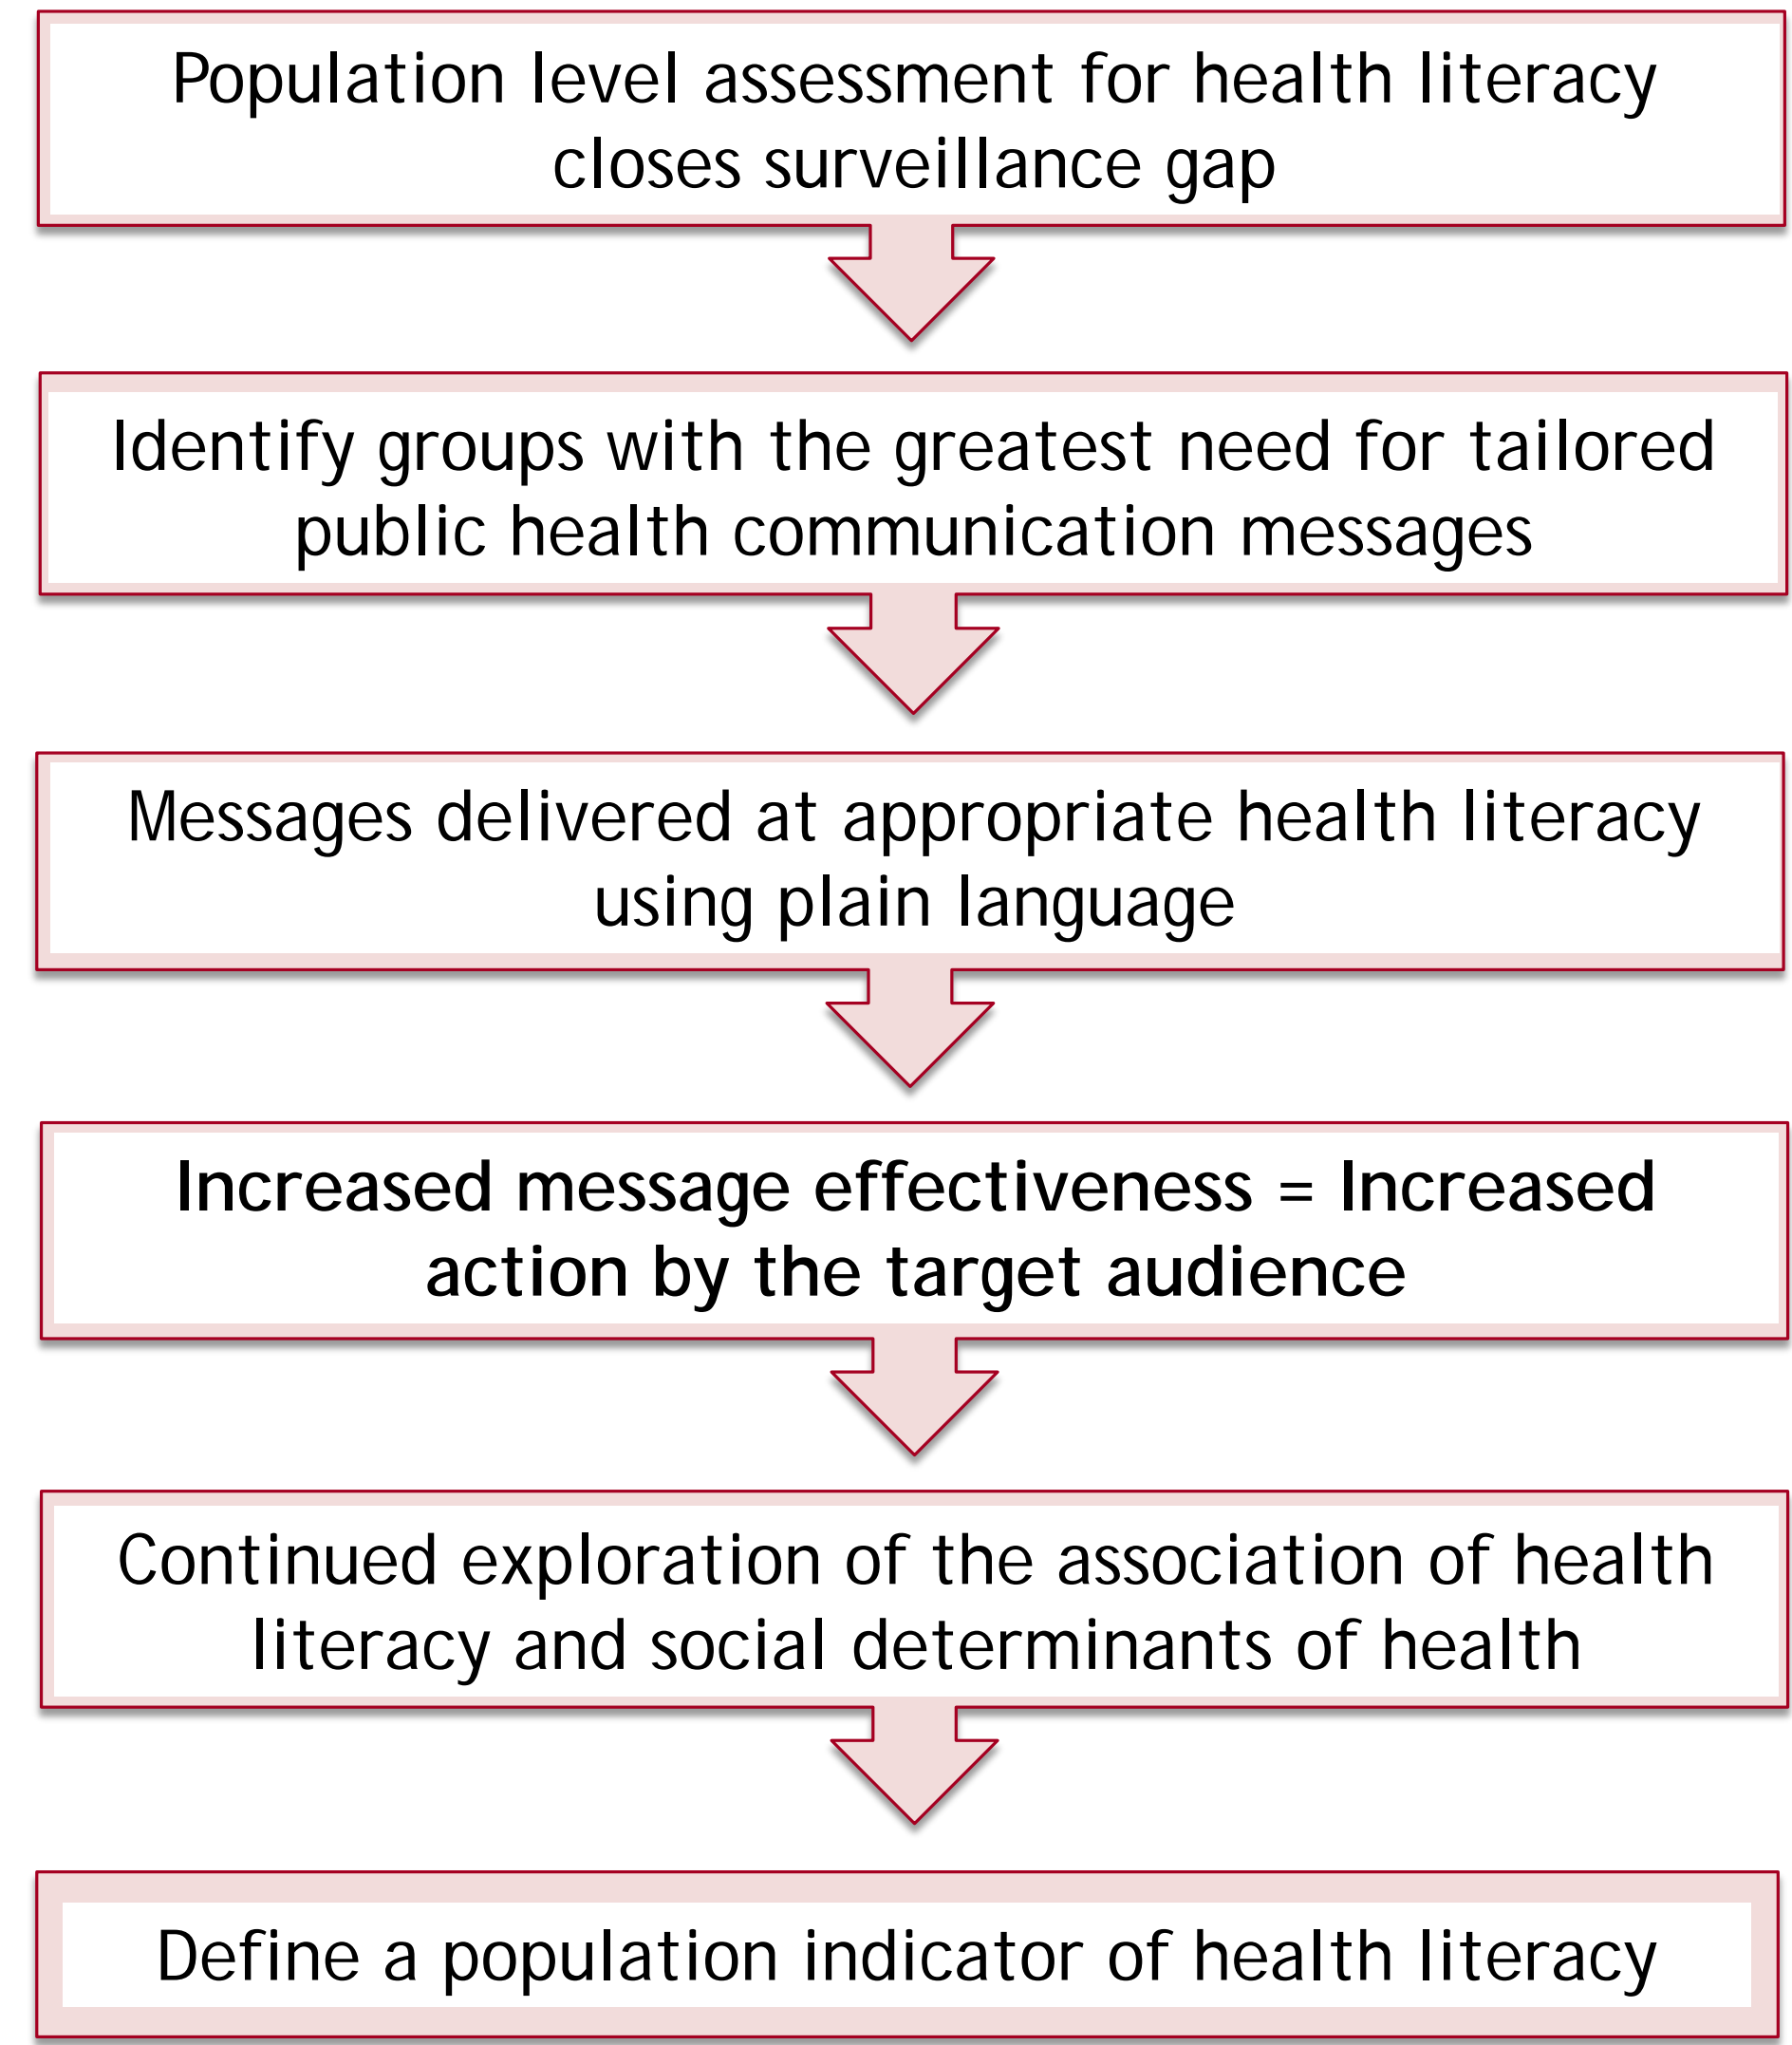 Population level assessment for health literacy
closes surveillance gap
Identify groups with the greatest need for tailored
public health communication messages
Messages delivered at appropriate health literacy
using plain language
Increased message effectiveness = Increased
action by the target audience
Continued exploration of the association of health
literacy and social determinants of health
Define a population indicator of health literacy